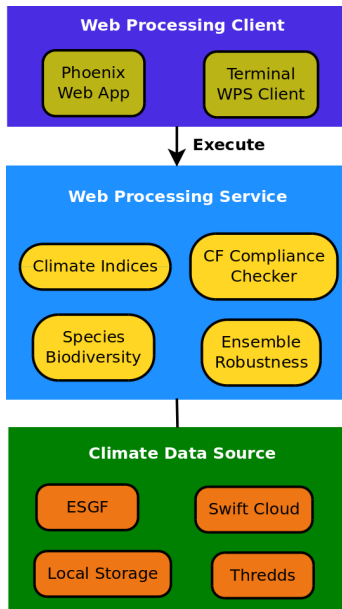 Web Processing Client
Phoenix
Web App
Terminal
WPS Client
Execute
Web Processing Service
Climate Indices
CF Compliance
Checker
Species
Biodiversity
Ensemble
Robustness
Climate Data Source
ESGF
Swift Cloud
Local Storage
Thredds